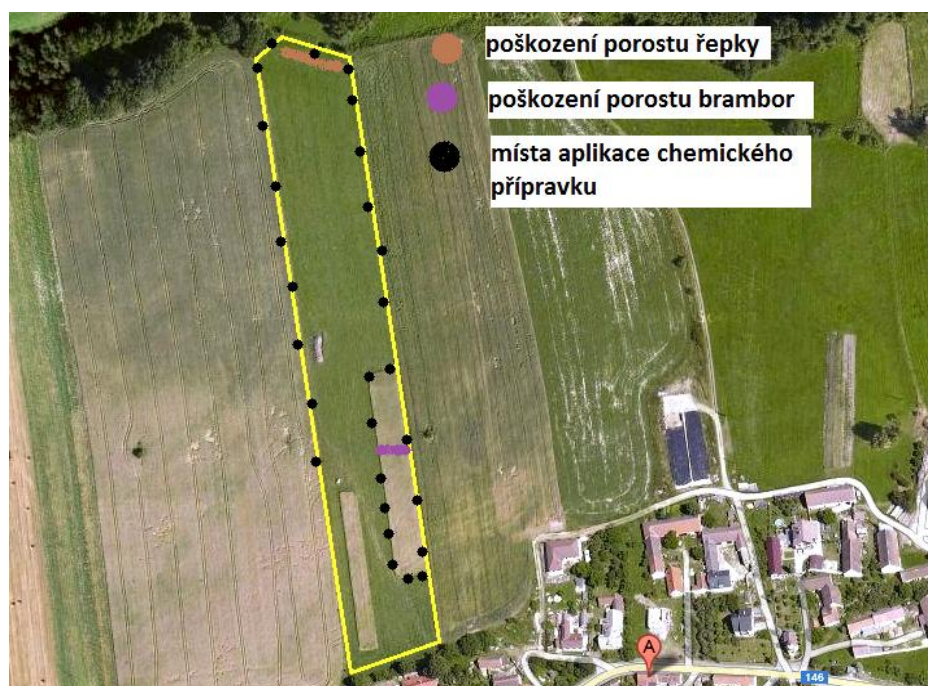 poškození porostu řepky
poškození porostu brambor
místa aplikace chemického
přípravku
A
146